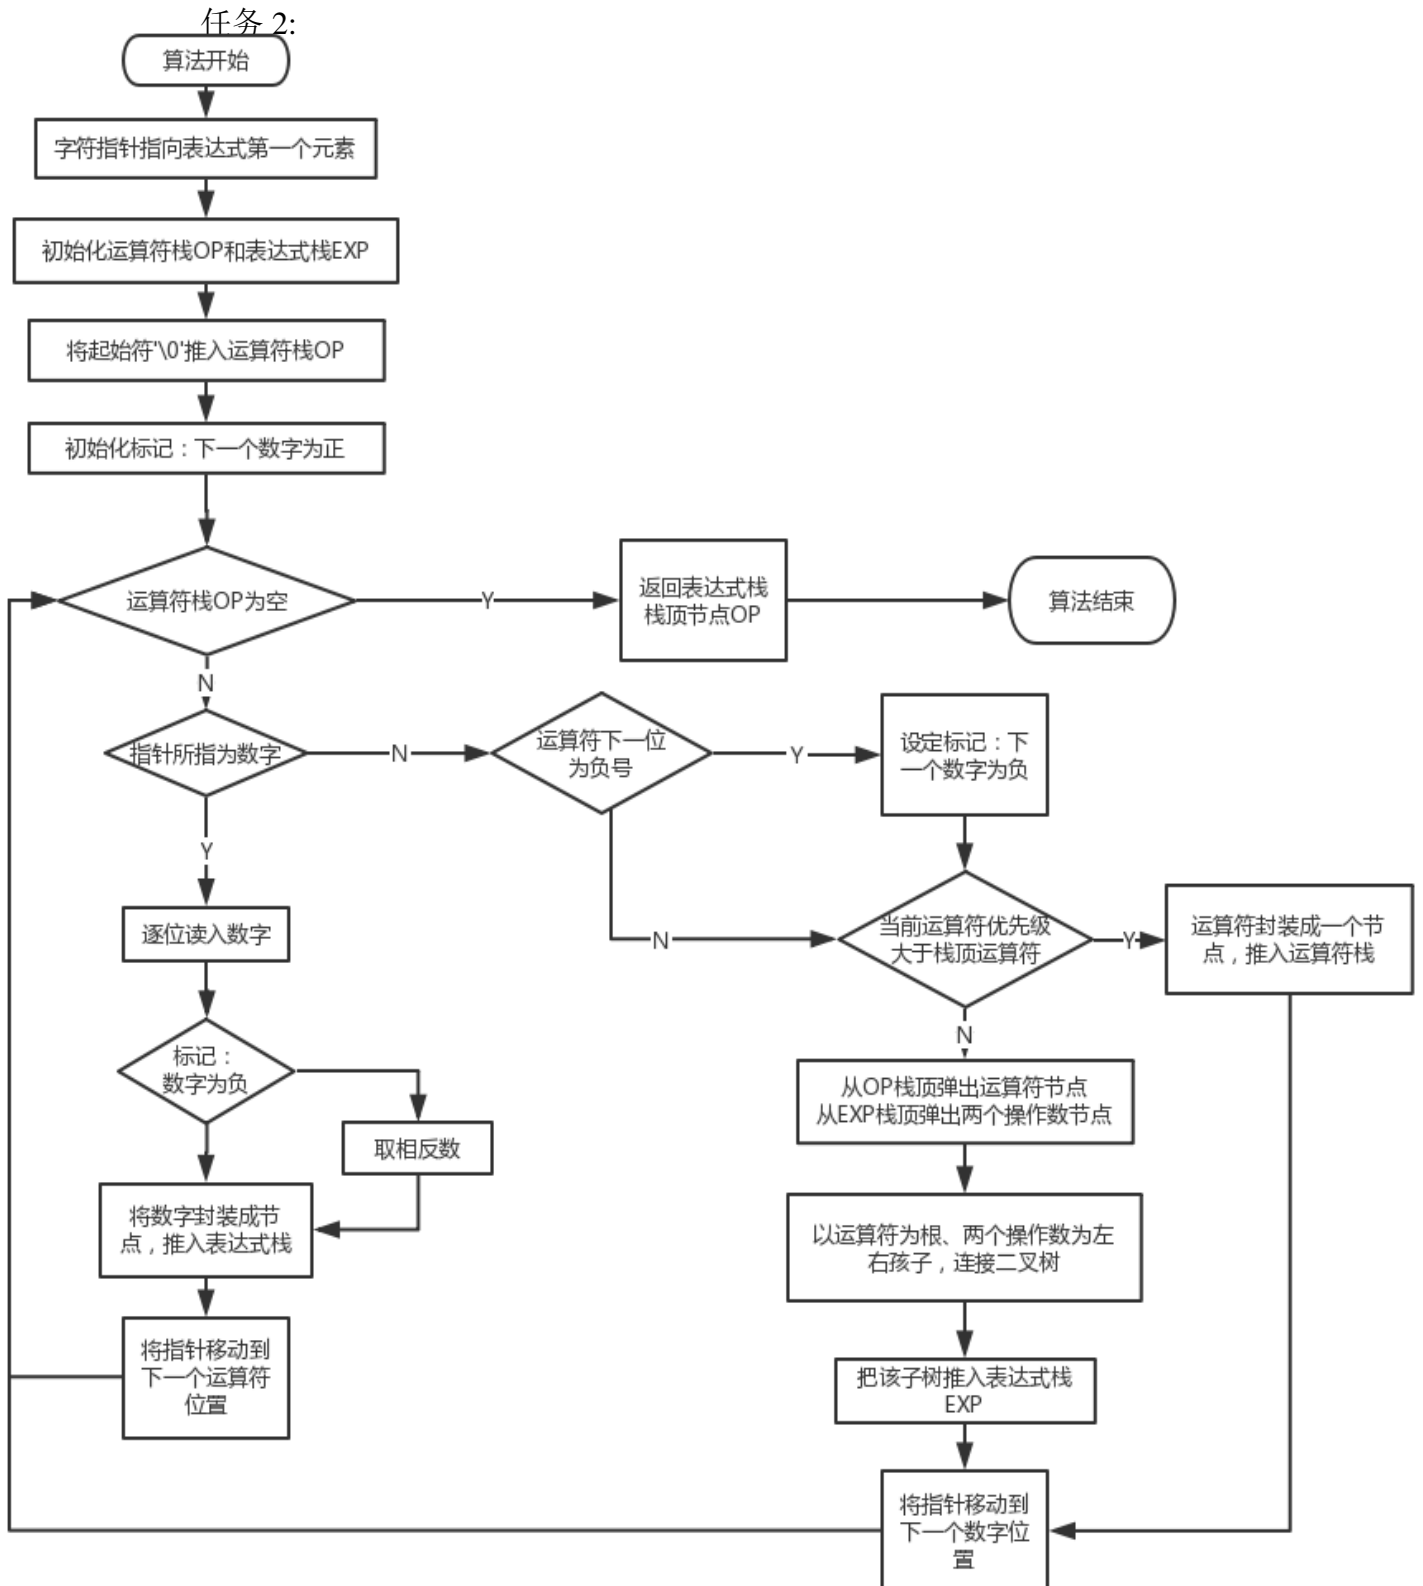 任务 2:
算法开始
字符指针指向表达式第一个元素
初始化运算符栈OP和表达式栈EXP
将起始符'\0'推入运算符栈OP
初始化标记：下一个数字为正
运算符栈OP为空
Y
返回表达式栈
栈顶节点OP
算法结束
N
指针所指为数字
N
运算符下一位
为负号
Y
设定标记：下
一个数字为负
Y
逐位读入数字
N
当前运算符优先级
大于栈顶运算符
Y
运算符封装成一个节
点，推入运算符栈
N
标记：
数字为负
取相反数
从OP栈顶弹出运算符节点
从EXP栈顶弹出两个操作数节点
将数字封装成节
点，推入表达式栈
以运算符为根、两个操作数为左
右孩子，连接二叉树
将指针移动到
下一个运算符
位置
把该子树推入表达式栈
EXP
将指针移动到
下一个数字位
置